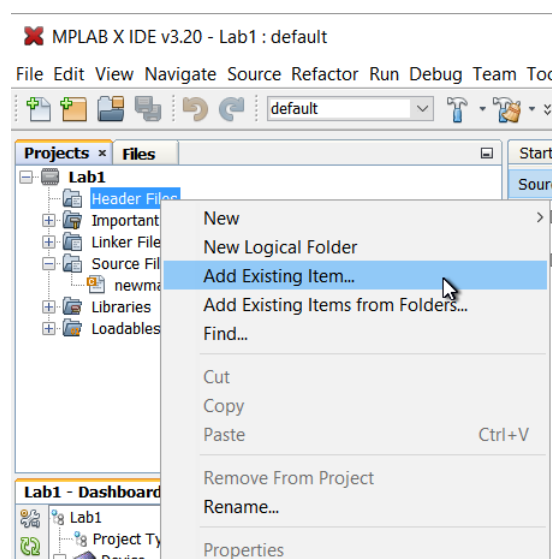 MPLAB X IDE v3.20 - Lab1 : default
File Edit View Navigate Source Refactor Run Debug Team Too
default
Projects × Files
Start
Lab1
Sour
Header Files
Important
Linker File
Source Fil
newma
Libraries
Loadables
New
New Logical Folder
Add Existing Item...
Add Existing Items from Folders...
Find...
Cut
Copy
Paste Ctrl+V
Remove From Project
Rename...
Properties
Lab1 - Dashboard
Lab1
Project Ty
Device